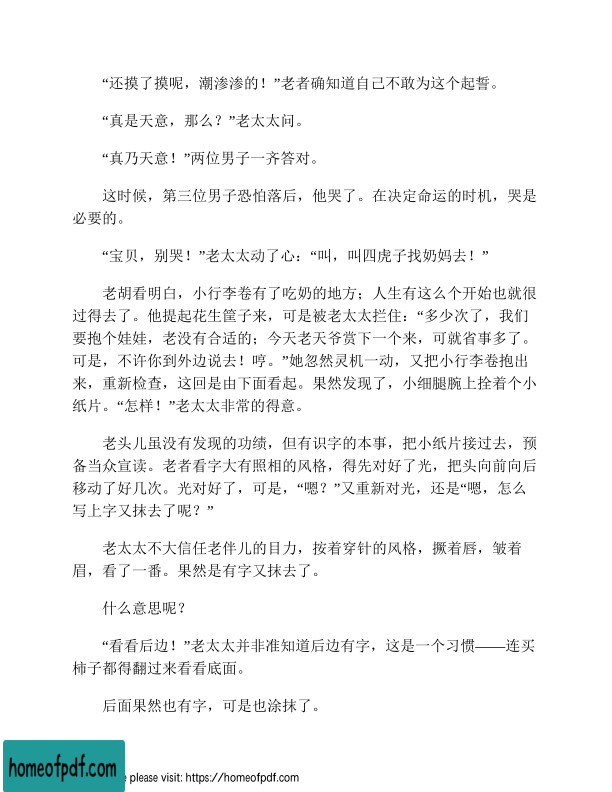 “还摸了摸呢，潮渗渗的！”老者确知道自己不敢为这个起誓。
“真是天意，那么？”老太太问。
“真乃天意！”两位男子一齐答对。
这时候，第三位男子恐怕落后，他哭了。在决定命运的时机，哭是
必要的。
“宝贝，别哭！”老太太动了心：“叫，叫四虎子找奶妈去！”
老胡看明白，小行李卷有了吃奶的地方；人生有这么个开始也就很
过得去了。他提起花生筐子来，可是被老太太拦住：“多少次了，我们
要抱个娃娃，老没有合适的；今天老天爷赏下一个来，可就省事多了。
可是，不许你到外边说去！哼。”她忽然灵机一动，又把小行李卷抱出
来，重新检查，这回是由下面看起。果然发现了，小细腿腕上拴着个小
纸片。“怎样！”老太太非常的得意。
老头儿虽没有发现的功绩，但有识字的本事，把小纸片接过去，预
备当众宣读。老者看字大有照相的风格，得先对好了光，把头向前向后
移动了好几次。光对好了，可是，“嗯？”又重新对光，还是“嗯，怎么
写上字又抹去了呢？”
老太太不大信任老伴儿的目力，按着穿针的风格，撅着唇，皱着
眉，看了一番。果然是有字又抹去了。
什么意思呢？
“看看后边！”老太太并非准知道后边有字，这是一个习惯——连买
柿子都得翻过来看看底面。
后面果然也有字，可是也涂抹了。
homeofpdf.com
e please visit: https://homeofpdf.com